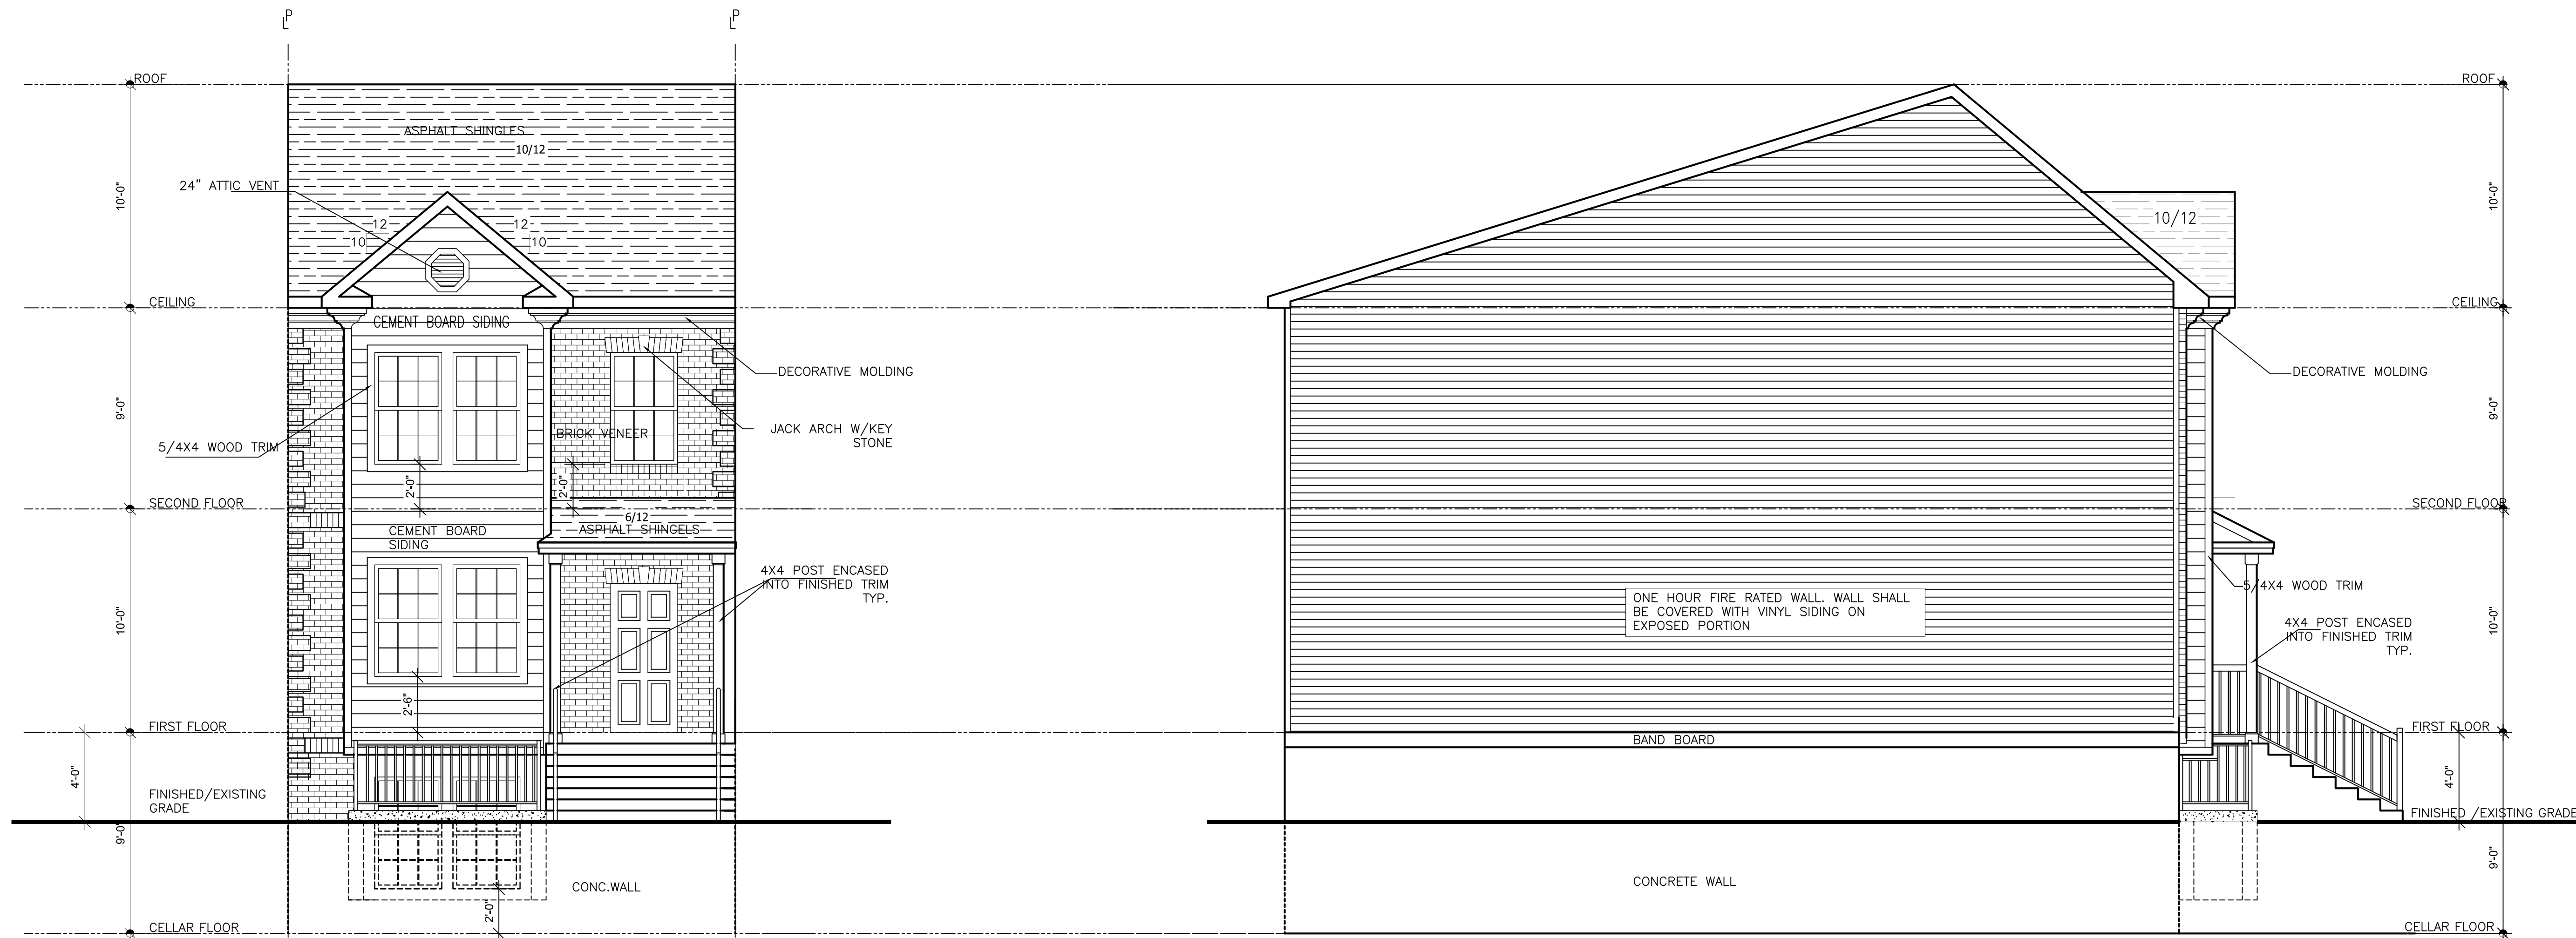 PL
PL
ROOF
ASPHALT SHINGLES
10/12
24" ATTIC VENT
12
12
10
10
10'-0"
CEILING
CEMENT BOARD SIDING
DECORATIVE MOLDING
9'-0"
JACK ARCH W/KEY
STONE
BRICK VENEER
5/4X4 WOOD TRIM
2'-0"
2'-0"
SECOND FLOOR
6/12
ASPHALT SHINGELS
CEMENT BOARD
SIDING
4X4 POST ENCASED
INTO FINISHED TRIM
TYP.
10'-0"
2'-6"
FIRST FLOOR
4'-0"
FINISHED/EXISTING
GRADE
9'-0"
CONC.WALL
2'-0"
CELLAR FLOOR
ROOF
10'-0"
10/12
CEILING
DECORATIVE MOLDING
9'-0"
SECOND FLOOR
5/4X4 WOOD TRIM
ONE HOUR FIRE RATED WALL. WALL SHALL
BE COVERED WITH VINYL SIDING ON
EXPOSED PORTION
4X4 POST ENCASED
INTO FINISHED TRIM
TYP.
10'-0"
FIRST FLOOR
BAND BOARD
4'-0"
FINISHED /EXISTING GRADE
9'-0"
CONCRETE WALL
CELLAR FLOOR